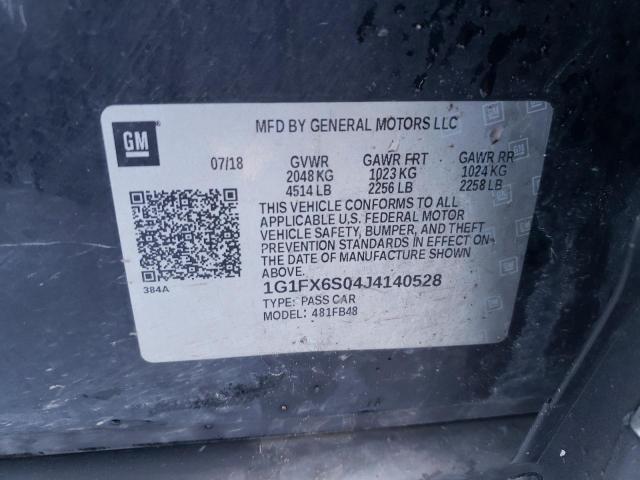 GM
MFD BY GENERAL MOTORS LLC
07/18 GVWR GAWR FRT GAWR RR
2048 KG 1023 KG 1024 KG
4514 LB 2256 LB 2258 LB
THIS VEHICLE CONFORMS TO ALL
APPLICABLE U.S. FEDERAL MOTOR
VEHICLE SAFETY, BUMPER, AND THEFT
PREVENTION STANDARDS IN EFFECT ON
THE DATE OF MANUFACTURE SHOWN
ABOVE.
384A
1G1FX6S04J4140528
TYPE: PASS CAR
MODEL: 481FB48